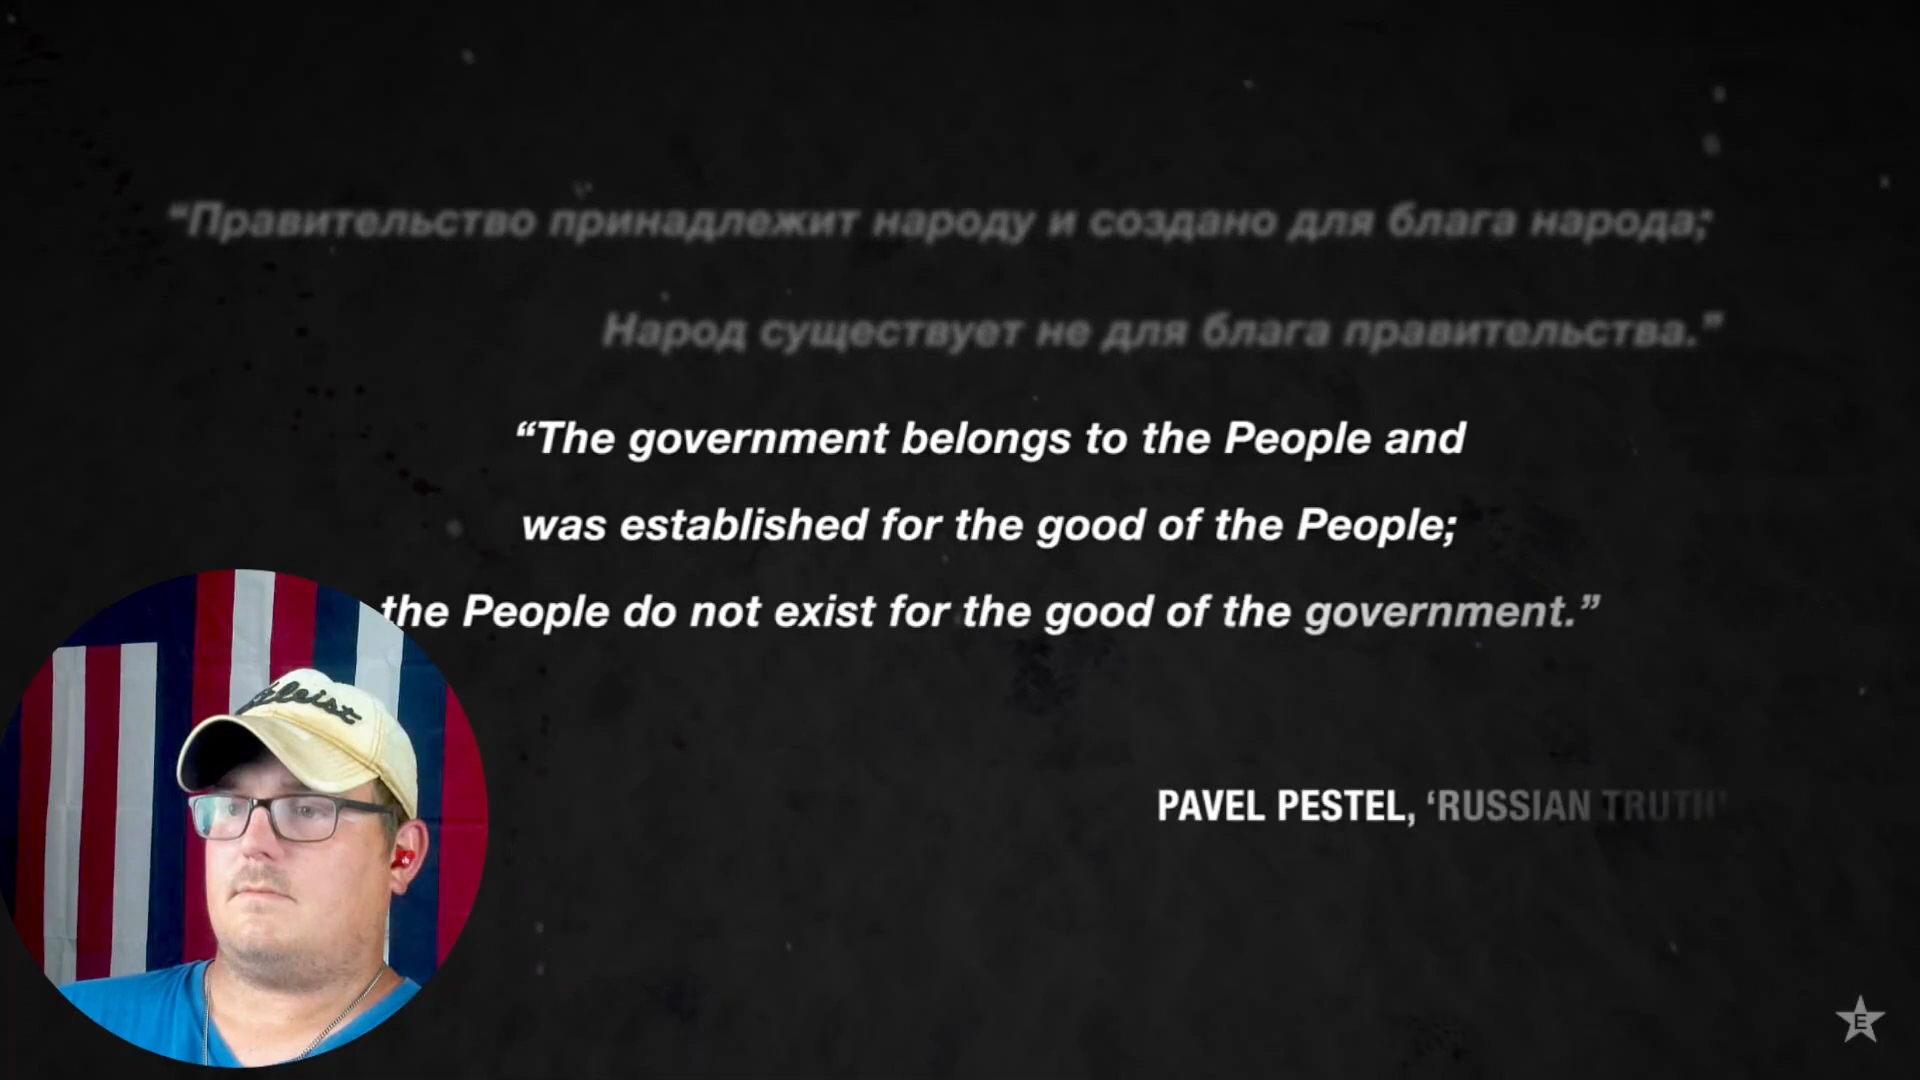 “Правительство принадлежит народу и создано для блага народа;
Народ существует не для блага правительства.”
“The government belongs to the People and
was established for the good of the People;
the People do not exist for the good of the government.”
PAVEL PESTEL, ‘RUSSIAN TRUTH’
E